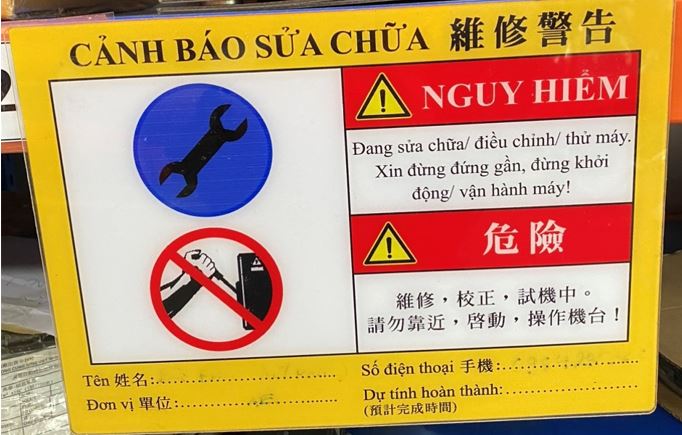 CẢNH BÁO SỬA CHỮA 維修警告
NGUY HIỂM
Đang sửa chữa/ điều chỉnh/ thử máy.
Xin đừng đứng gần, đừng khởi
động/ vận hành máy!
危險
維修，校正，試機中。
請勿靠近，啓動，操作機台！
Tên 姓名:
Số điện thoại 手機:
Đơn vị 單位:
Dự tính hoàn thành:
(預計完成時間)